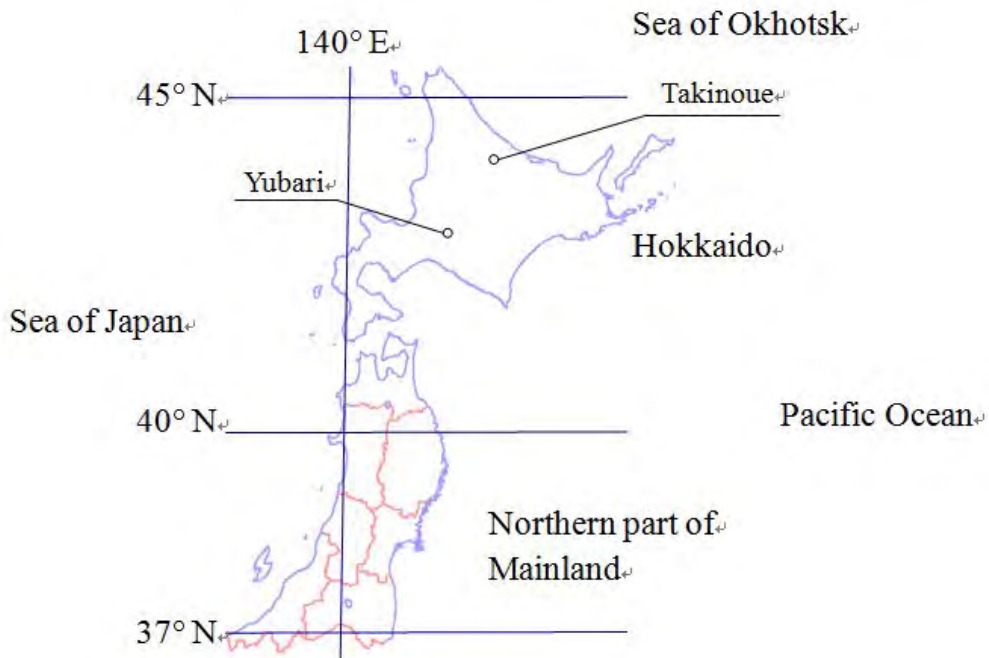 Sea of Okhotsk
140° E
45° N
Takinoue
Yubari
Hokkaido
Sea of Japan
40° N
Pacific Ocean
Northern part of
Mainland
37° N